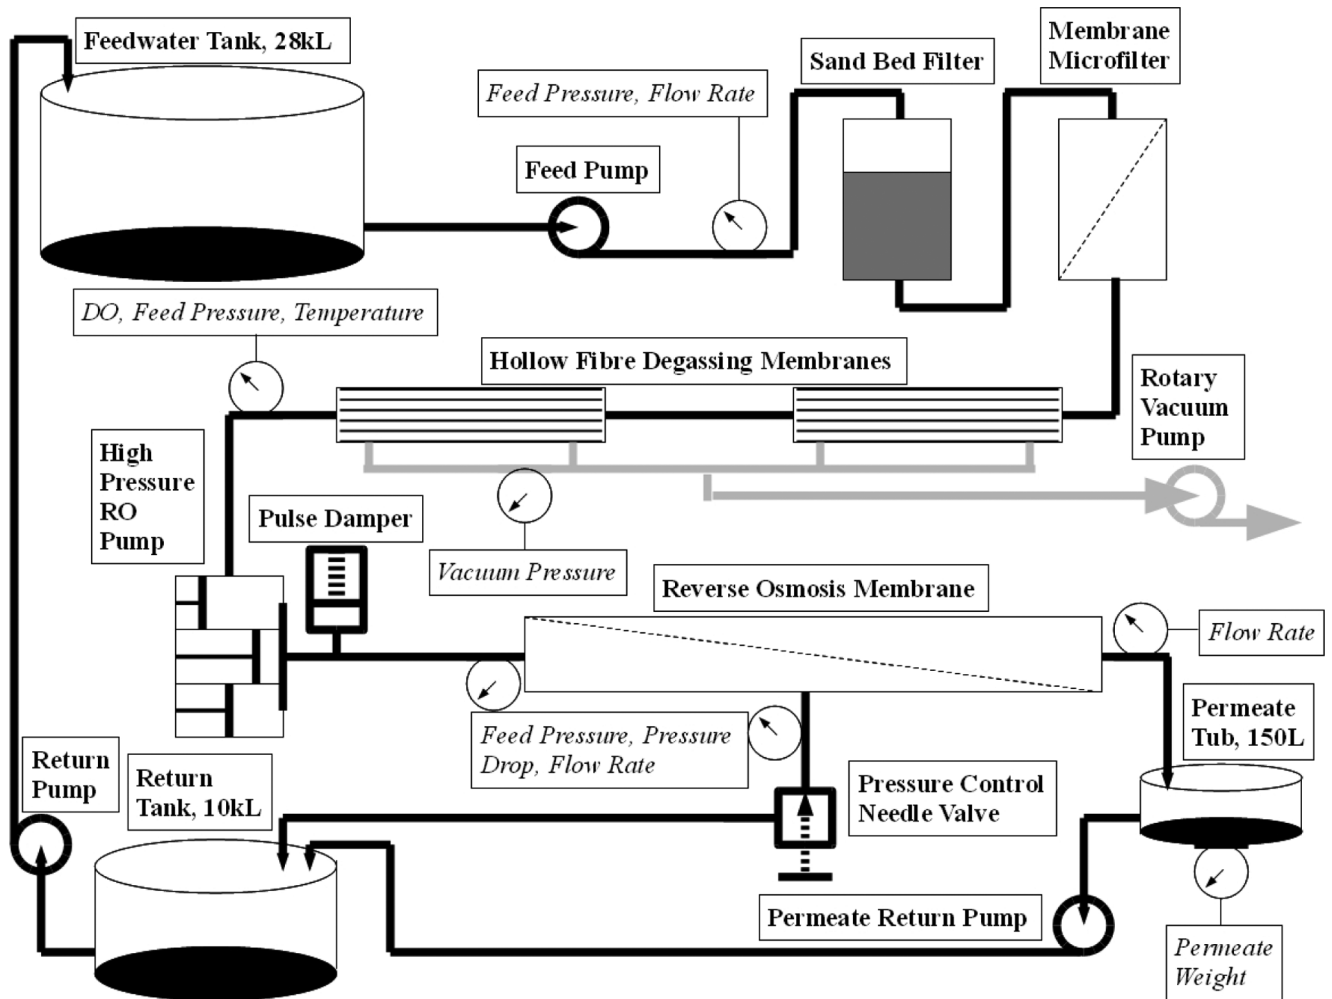 Feedwater Tank, 28kL
Membrane
Microfilter
Sand Bed Filter
Feed Pressure, Flow Rate
Feed Pump
DO, Feed Pressure, Temperature
Hollow Fibre Degassing Membranes
Rotary
Vacuum
Pump
High
Pressure
RO
Pump
Pulse Damper
Vacuum Pressure
Reverse Osmosis Membrane
Flow Rate
Feed Pressure, Pressure
Drop, Flow Rate
Permeate
Tub, 150L
Return
Pump
Return
Tank, 10kL
Pressure Control
Needle Valve
Permeate Return Pump
Permeate
Weight